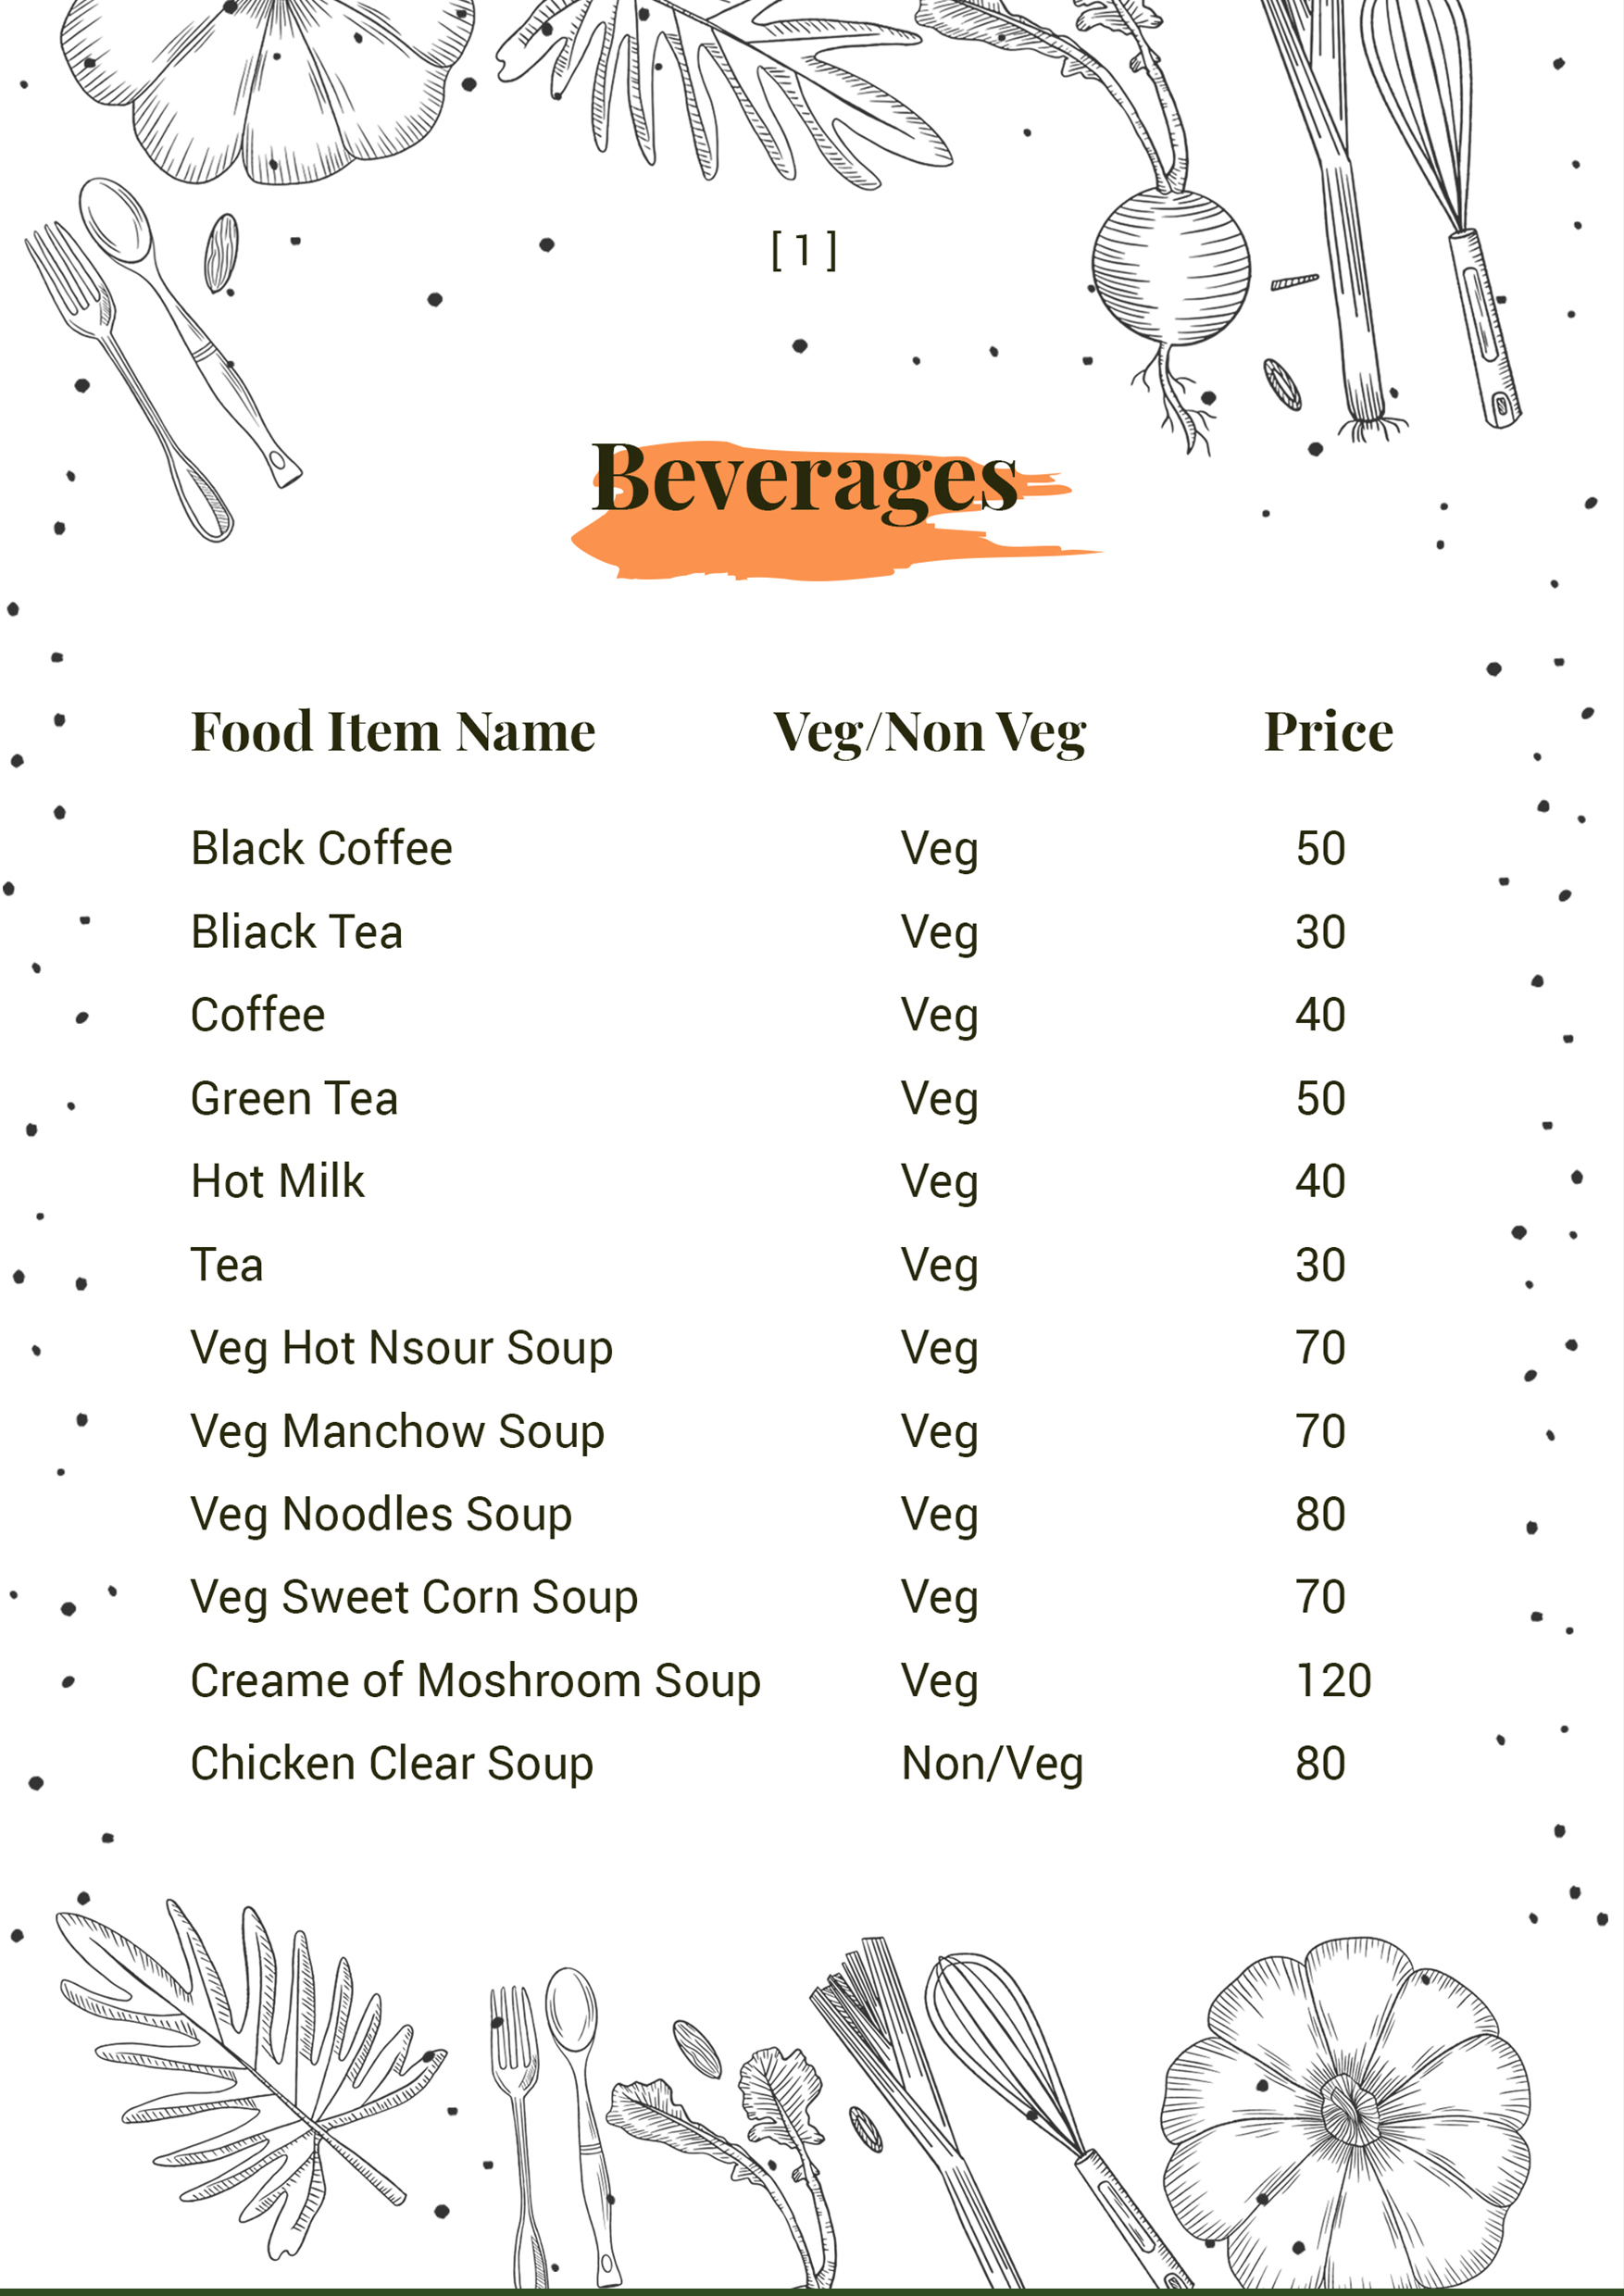 [ 1 ]
Beverages
Food Item Name Veg/Non Veg Price
Black Coffee Veg 50
Bliack Tea Veg 30
Coffee Veg 40
Green Tea Veg 50
Hot Milk Veg 40
Tea Veg 30
Veg Hot Nsour Soup Veg 70
Veg Manchow Soup Veg 70
Veg Noodles Soup Veg 80
Veg Sweet Corn Soup Veg 70
Creame of Moshroom Soup Veg 120
Chicken Clear Soup Non/Veg 80